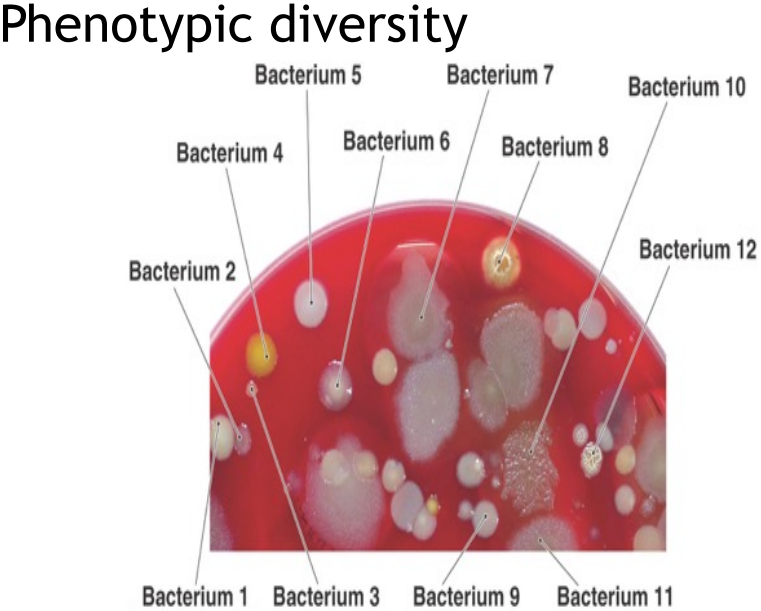 Phenotypic diversity
Bacterium 5
Bacterium 7
Bacterium 10
Bacterium 4
Bacterium 6
Bacterium 8
Bacterium 12
Bacterium 2
Bacterium 1
Bacterium 3
Bacterium 9
Bacterium 11